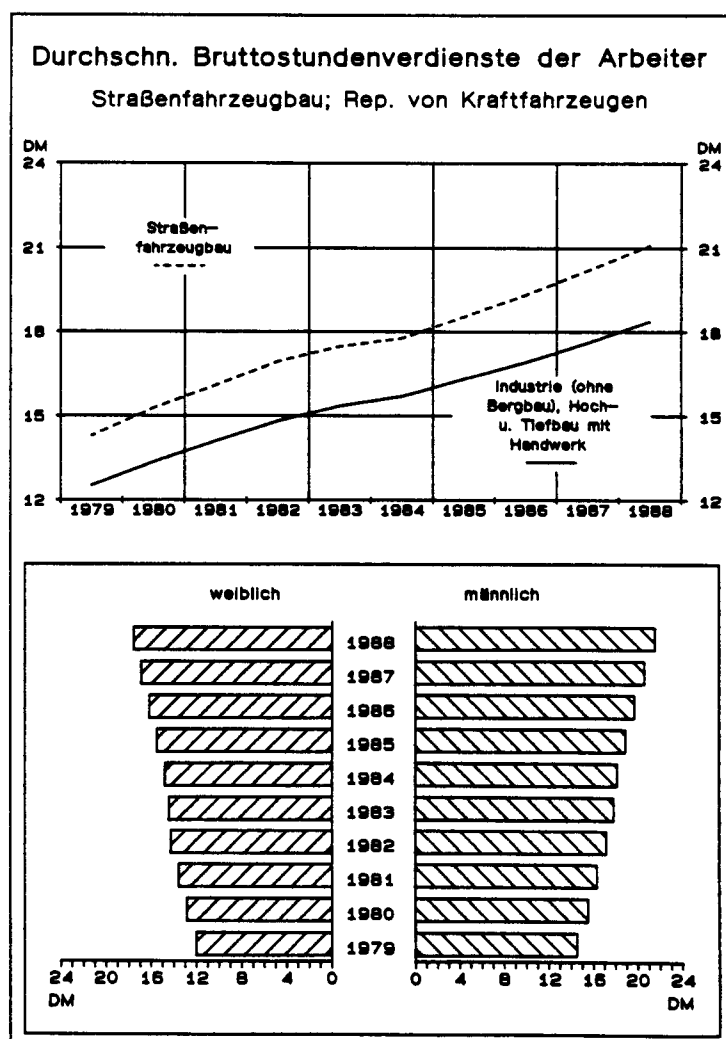 Durchschn. Bruttostundenverdienste der Arbeiter
Straßenfahrzeugbau; Rep. von Kraftfahrzeugen
DM DM
24 24
Straßen-
fahrzeugbau
21 21
18 18
Industrie (ohne
Bergbau), Hoch-
u. Tiefbau mit
Handwerk
15 15
12 12
1979 1980 1981 1982 1983 1984 1985 1986 1987 1988
weiblich männlich
1988
1987
1986
1985
1984
1983
1982
1981
1980
1979
24 20 16 12 8 4 0 0 4 8 12 16 20 24
DM DM